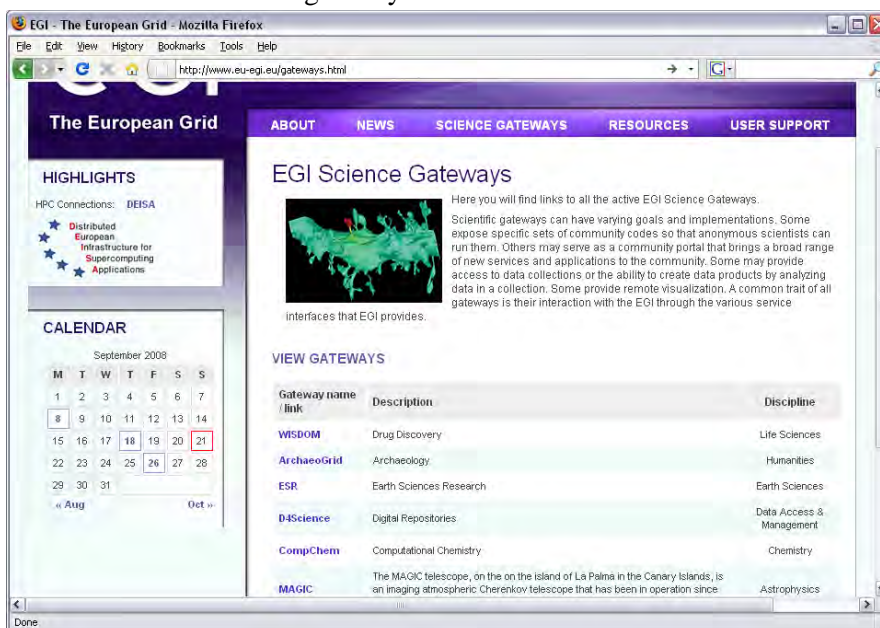 EGI - The European Grid - Mozilla Firefox
File Edit View History Bookmarks Tools Help
http://www.eu-egi.eu/gateways.html
The European Grid
ABOUT NEWS SCIENCE GATEWAYS RESOURCES USER SUPPORT
HIGHLIGHTS
HPC Connections: DEISA
Distributed
European
Infrastructure for
Supercomputing
Applications
CALENDAR
September 2008
M T W T F S S
1 2 3 4 5 6 7
8 9 10 11 12 13 14
15 16 17 18 19 20 21
22 23 24 25 26 27 28
29 30 31
« Aug Oct »
EGI Science Gateways
Here you will find links to all the active EGI Science Gateways.
Scientific gateways can have varying goals and implementations. Some
expose specific sets of community codes so that anonymous scientists can
run them. Others may serve as a community portal that brings a broad range
of new services and applications to the community. Some may provide
access to data collections or the ability to create data products by analyzing
data in a collection. Some provide remote visualization. A common trait of all
gateways is their interaction with the EGI through the various service
interfaces that EGI provides.
VIEW GATEWAYS
Gateway name
/ link Description Discipline
WISDOM Drug Discovery Life Sciences
ArchaeoGrid Archaeology Humanities
ESR Earth Sciences Research Earth Sciences
D4Science Digital Repositories Data Access &
Management
CompChem Computational Chemistry Chemistry
The MAGIC telescope, on the on the island of La Palma in the Canary Islands, is
MAGIC an imaging atmospheric Cherenkov telescope that has been in operation since Astrophysics
Done